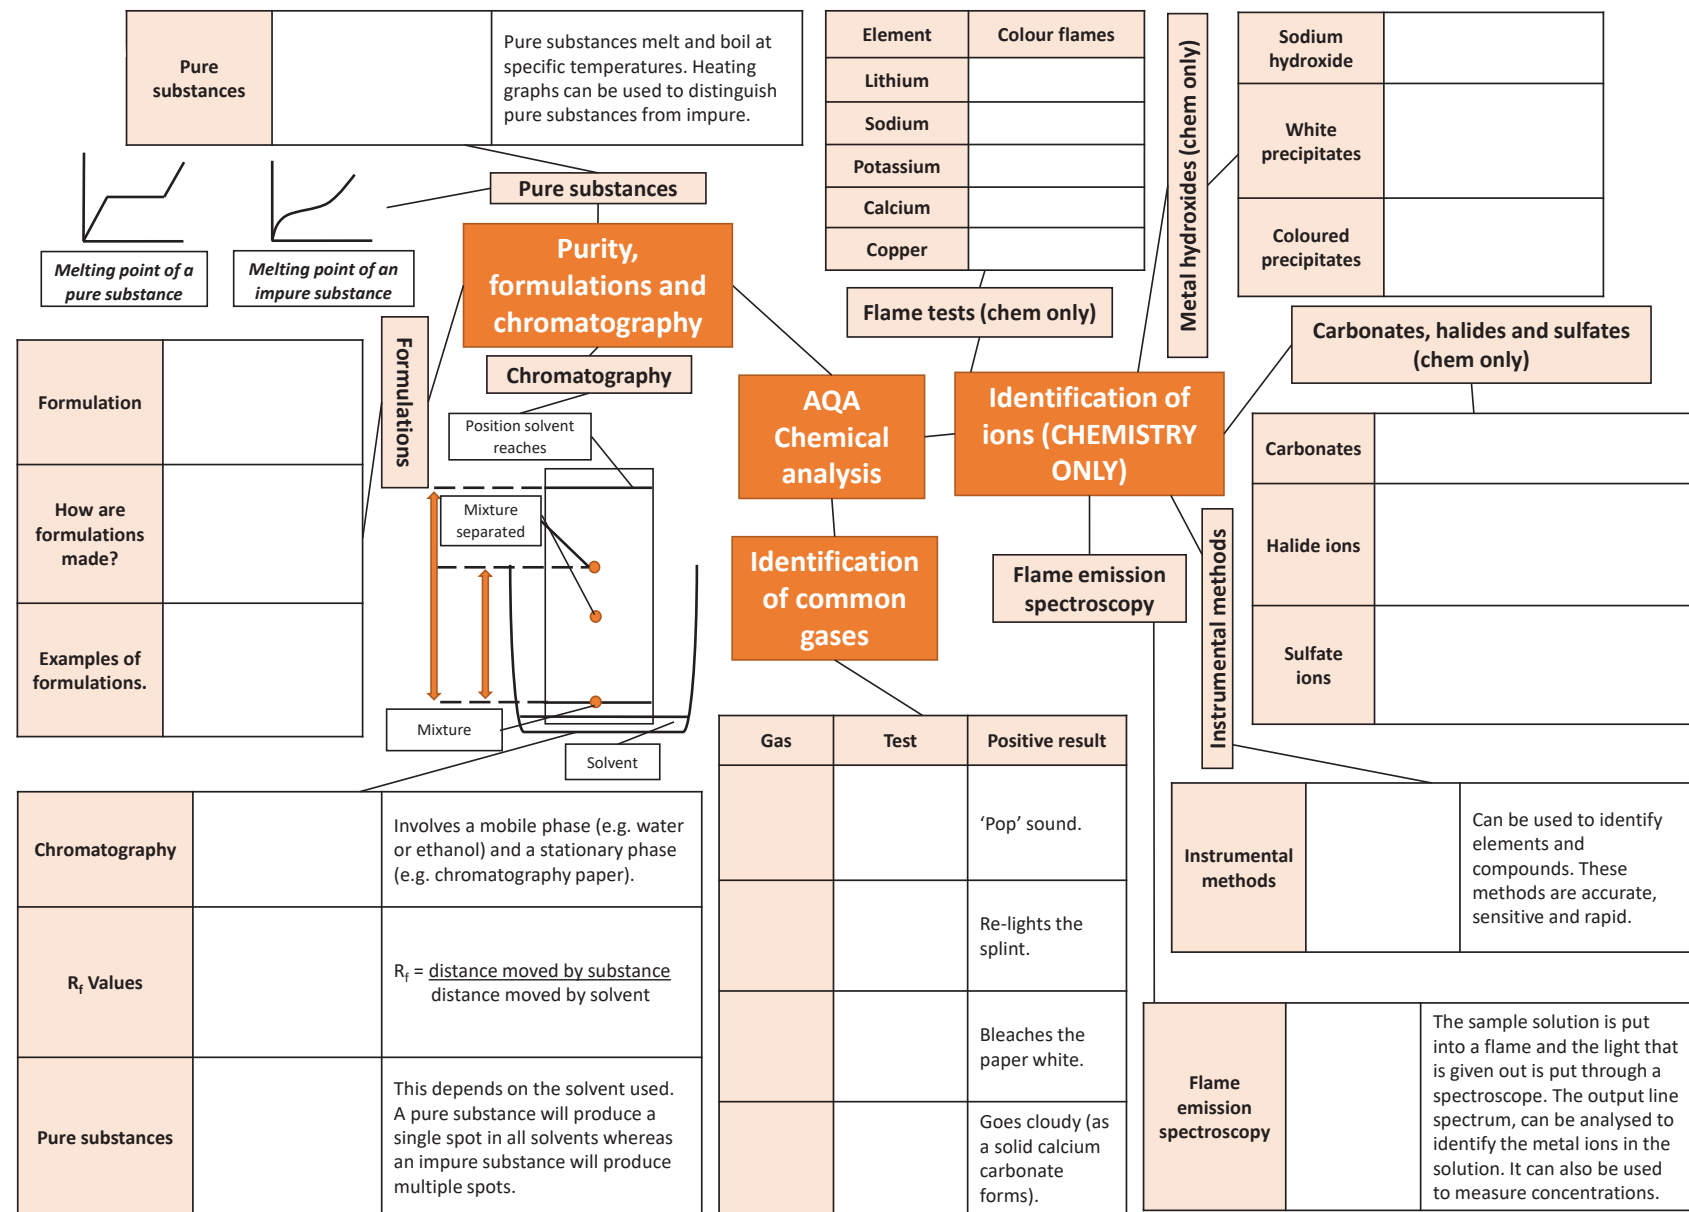 Pure
substances
Pure substances melt and boil at
specific temperatures. Heating
graphs can be used to distinguish
pure substances from impure.
Pure substances
Melting point of a
pure substance
Melting point of an
impure substance
Purity,
formulations and
chromatography
Formulations
Formulation
How are
formulations
made?
Examples of
formulations.
Chromatography
Position solvent
reaches
Mixture
separated
Mixture
Solvent
Chromatography
Involves a mobile phase (e.g. water
or ethanol) and a stationary phase
(e.g. chromatography paper).
Rf Values
Rf = distance moved by substance
distance moved by solvent
Pure substances
This depends on the solvent used.
A pure substance will produce a
single spot in all solvents whereas
an impure substance will produce
multiple spots.
AQA
Chemical
analysis
Identification
of common
gases
Gas Test Positive result
‘Pop’ sound.
Re-lights the
splint.
Bleaches the
paper white.
Goes cloudy (as
a solid calcium
carbonate
forms).
Element Colour flames
Lithium
Sodium
Potassium
Calcium
Copper
Flame tests (chem only)
Identification of
ions (CHEMISTRY
ONLY)
Metal hydroxides (chem only)
Sodium
hydroxide
White
precipitates
Coloured
precipitates
Carbonates, halides and sulfates
(chem only)
Carbonates
Halide ions
Sulfate
ions
Flame emission
spectroscopy
Instrumental methods
Instrumental
methods
Can be used to identify
elements and
compounds. These
methods are accurate,
sensitive and rapid.
Flame
emission
spectroscopy
The sample solution is put
into a flame and the light that
is given out is put through a
spectroscope. The output line
spectrum, can be analysed to
identify the metal ions in the
solution. It can also be used
to measure concentrations.